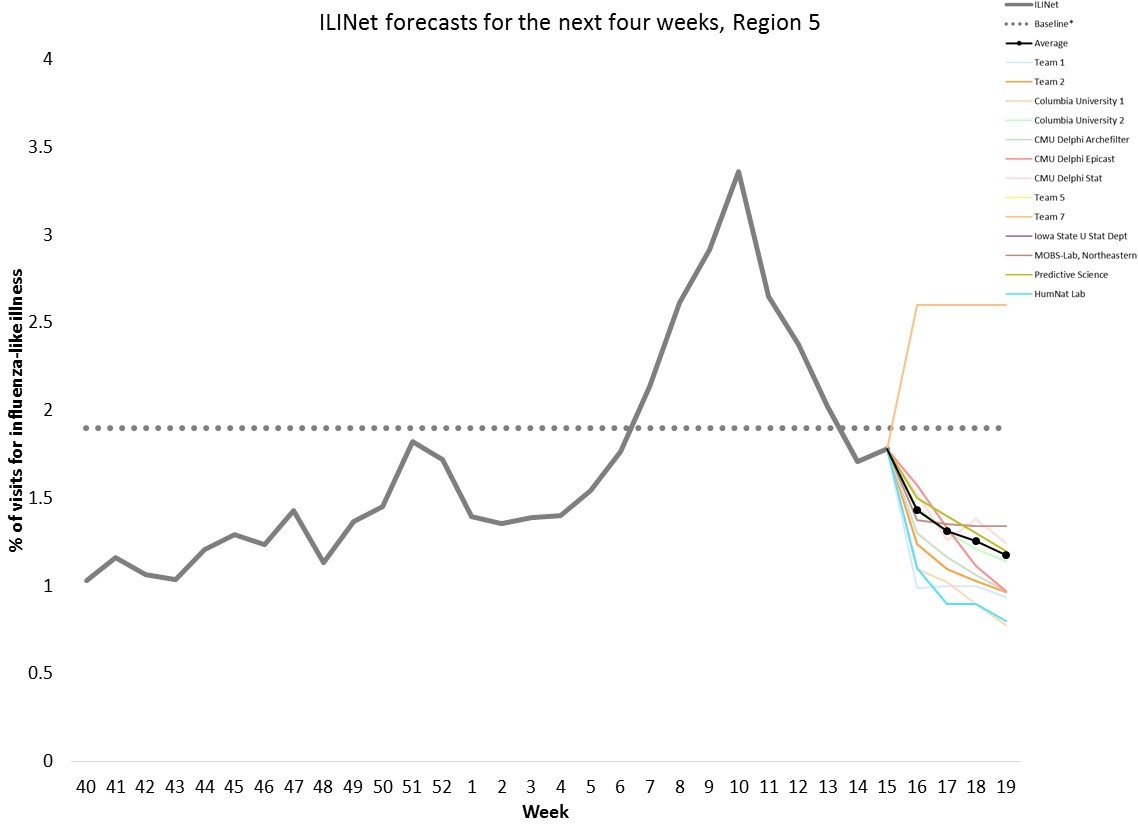 ILINet forecasts for the next four weeks, Region 5
ILINet
Baseline*
Average
Team 1
Team 2
Columbia University 1
Columbia University 2
CMU Delphi Archefilter
CMU Delphi Epicast
CMU Delphi Stat
Team 5
Team 7
Iowa State U Stat Dept
MOBS-Lab, Northeastern
Predictive Science
HumNat Lab
% of visits for influenza-like illness
4
3.5
3
2.5
2
1.5
1
0.5
0
40 41 42 43 44 45 46 47 48 49 50 51 52 1 2 3 4 5 6 7 8 9 10 11 12 13 14 15 16 17 18 19
Week